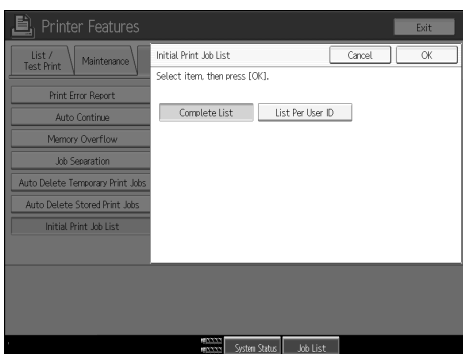 Printer Features
Exit
List /
Test Print
Maintenance
Initial Print Job List
Cancel
OK
Select item, then press [OK].
Print Error Report
Complete List
List Per User ID
Auto Continue
Memory Overflow
Job Separation
Auto Delete Temporary Print Jobs
Auto Delete Stored Print Jobs
Initial Print Job List
System Status
Job List